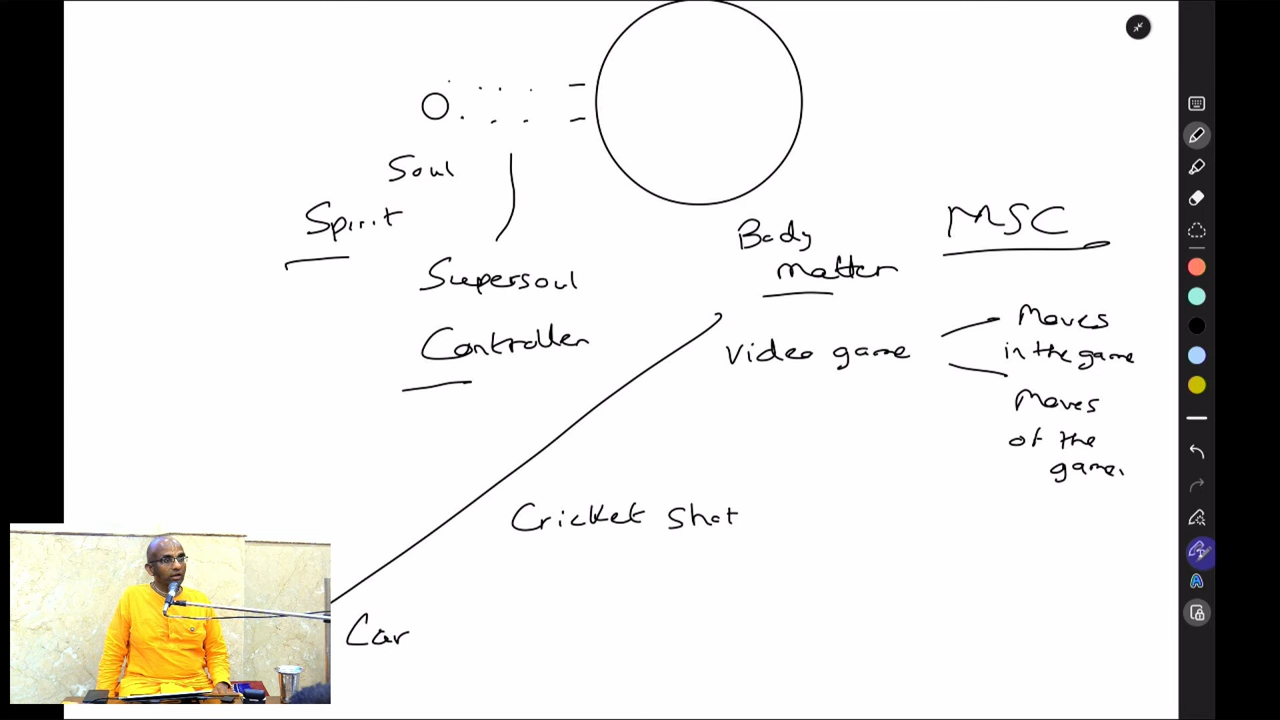 Soul
Spirit
Supersoul
Controller
Body
matter
MSC
Video game
Moves
in the game
Moves
of the
game.
Cricket shot
Car